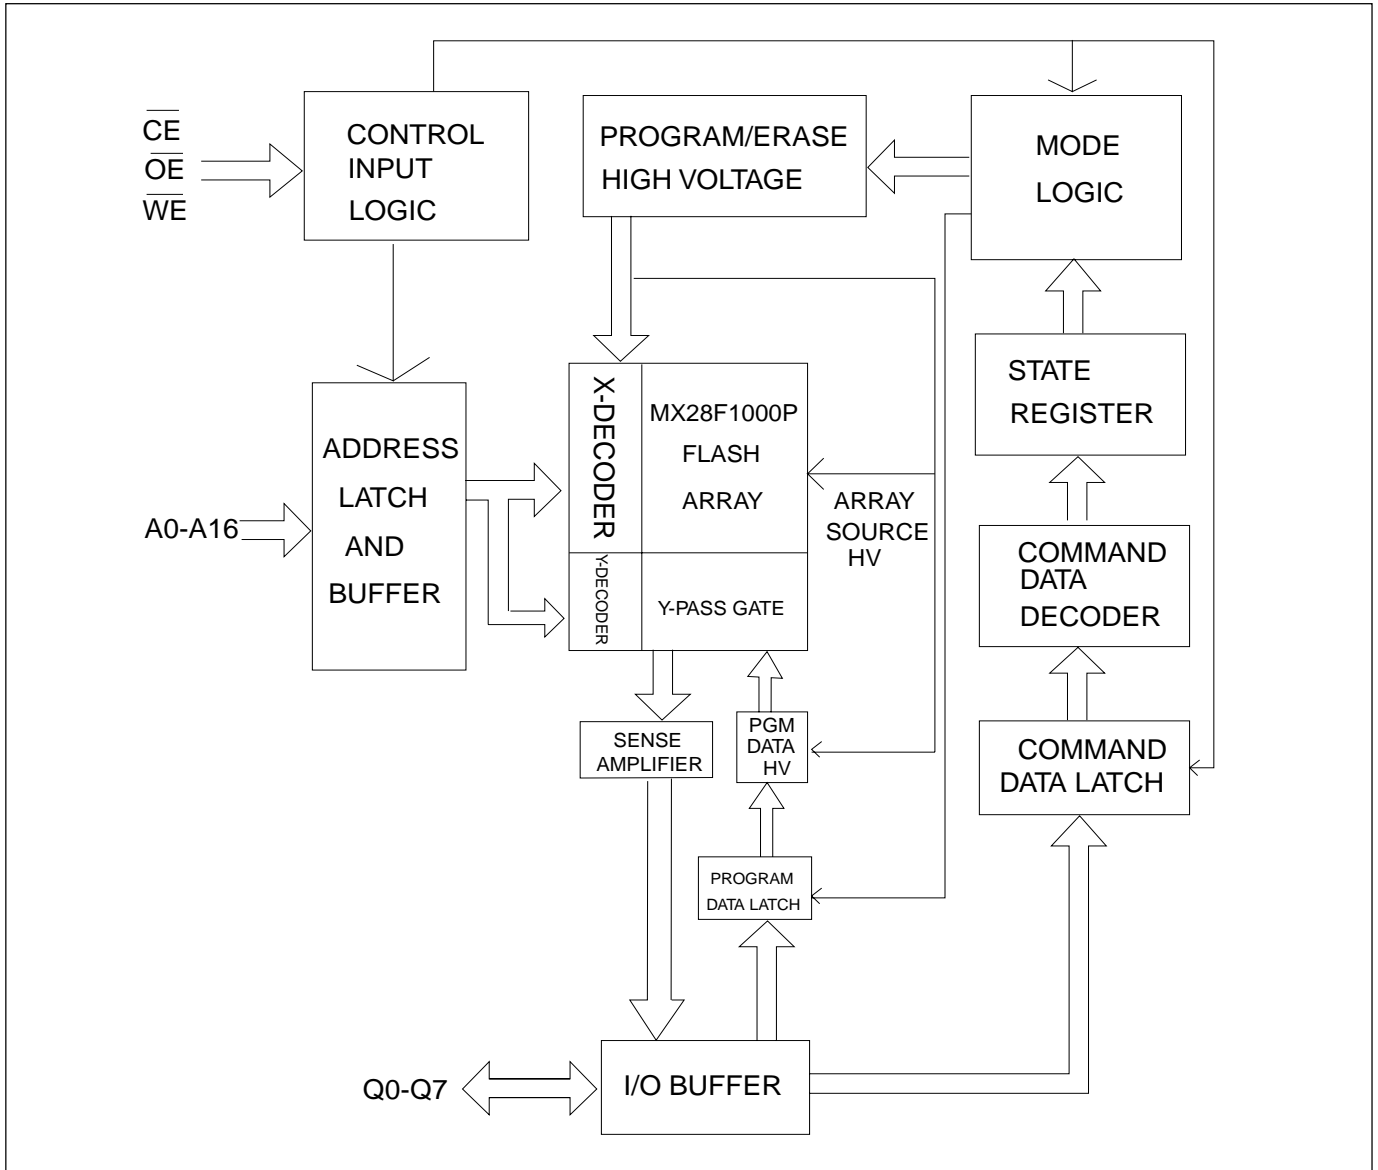 CE
OE
WE
CONTROL
INPUT
LOGIC
PROGRAM/ERASE
HIGH VOLTAGE
MODE
LOGIC
STATE
REGISTER
ADDRESS
LATCH
AND
BUFFER
A0-A16
X-DECODER
MX28F1000P
FLASH
ARRAY
ARRAY
SOURCE
HV
Y-DECODER
Y-PASS GATE
COMMAND
DATA
DECODER
SENSE
AMPLIFIER
PGM
DATA
HV
COMMAND
DATA LATCH
PROGRAM
DATA LATCH
Q0-Q7
I/O BUFFER